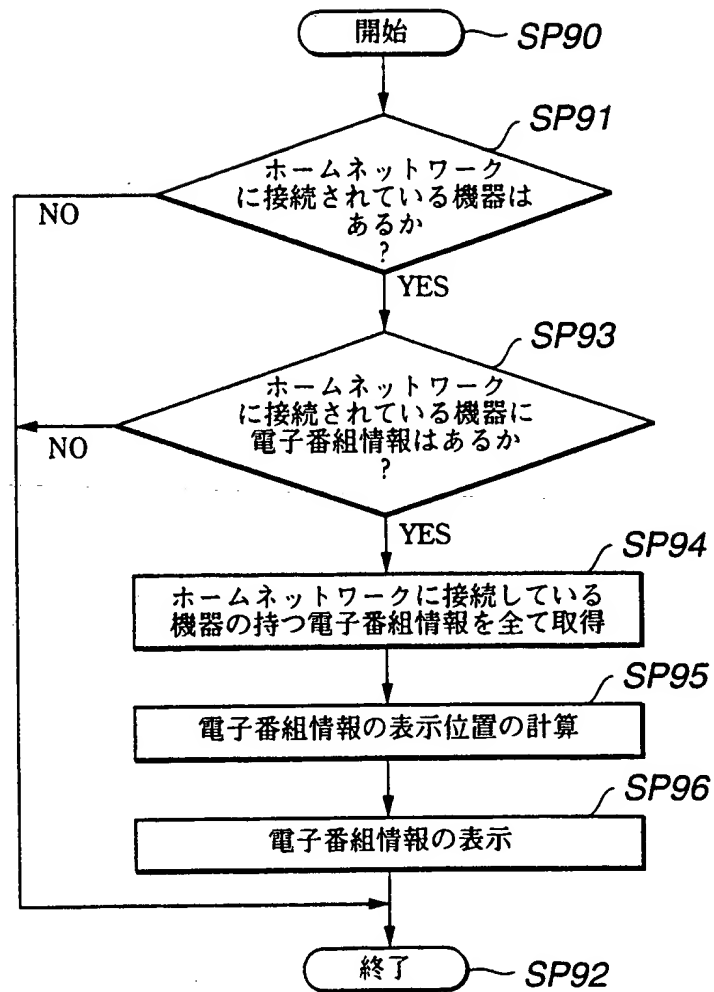 開始
SP90
SP91
ホームネットワーク
に接続されている機器は
あるか
?
NO
YES
SP93
ホームネットワーク
に接続されている機器に
電子番組情報はあるか
?
NO
YES
SP94
ホームネットワークに接続している
機器の持つ電子番組情報を全て取得
SP95
電子番組情報の表示位置の計算
SP96
電子番組情報の表示
終了
SP92